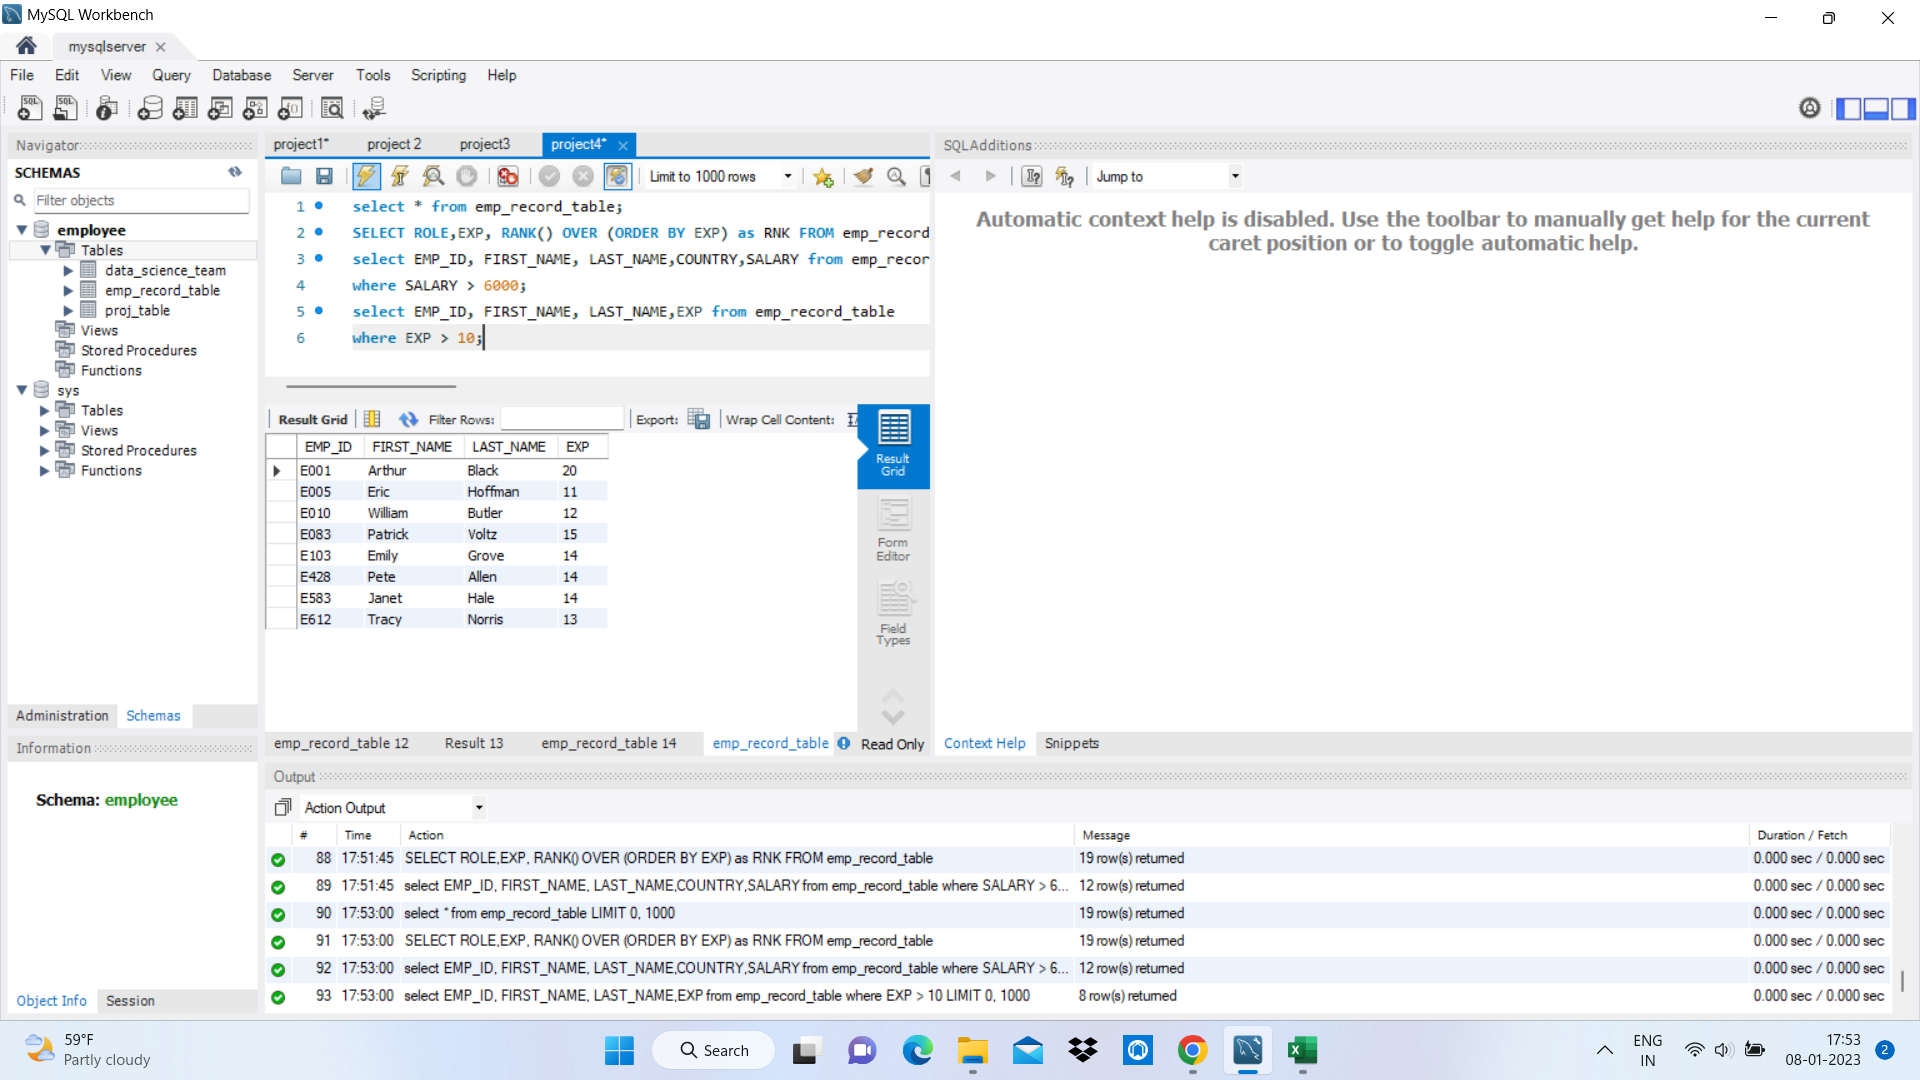 MySQL Workbench
mysqlserver
File Edit View Query Database Server Tools Scripting Help
Navigator
SCHEMAS
Filter objects
employee
Tables
data_science_team
emp_record_table
proj_table
Views
Stored Procedures
Functions
sys
Tables
Views
Stored Procedures
Functions
Administration Schemas
Information
Schema: employee
Object Info Session
project1* project 2 project3 project4*
Limit to 1000 rows
1 select * from emp_record_table;
2 SELECT ROLE,EXP, RANK() OVER (ORDER BY EXP) as RNK FROM emp_record
3 select EMP_ID, FIRST_NAME, LAST_NAME,COUNTRY,SALARY from emp_recor
4 where SALARY > 6000;
5 select EMP_ID, FIRST_NAME, LAST_NAME,EXP from emp_record_table
6 where EXP > 10;
Result Grid Filter Rows: Export: Wrap Cell Content:
EMP_ID FIRST_NAME LAST_NAME EXP
E001 Arthur Black 20
E005 Eric Hoffman 11
E010 William Butler 12
E083 Patrick Voltz 15
E103 Emily Grove 14
E428 Pete Allen 14
E583 Janet Hale 14
E612 Tracy Norris 13
Result
Grid
Form
Editor
Field
Types
emp_record_table 12 Result 13 emp_record_table 14 emp_record_table Read Only
SQLAdditions
Jump to
Automatic context help is disabled. Use the toolbar to manually get help for the current
caret position or to toggle automatic help.
Context Help Snippets
Output
Action Output
# Time Action Message Duration / Fetch
88 17:51:45 SELECT ROLE,EXP, RANK() OVER (ORDER BY EXP) as RNK FROM emp_record_table 19 row(s) returned 0.000 sec / 0.000 sec
89 17:51:45 select EMP_ID, FIRST_NAME, LAST_NAME,COUNTRY,SALARY from emp_record_table where SALARY > 6... 12 row(s) returned 0.000 sec / 0.000 sec
90 17:53:00 select * from emp_record_table LIMIT 0, 1000 19 row(s) returned 0.000 sec / 0.000 sec
91 17:53:00 SELECT ROLE,EXP, RANK() OVER (ORDER BY EXP) as RNK FROM emp_record_table 19 row(s) returned 0.000 sec / 0.000 sec
92 17:53:00 select EMP_ID, FIRST_NAME, LAST_NAME,COUNTRY,SALARY from emp_record_table where SALARY > 6... 12 row(s) returned 0.000 sec / 0.000 sec
93 17:53:00 select EMP_ID, FIRST_NAME, LAST_NAME,EXP from emp_record_table where EXP > 10 LIMIT 0, 1000 8 row(s) returned 0.000 sec / 0.000 sec
59°F
Partly cloudy
Search
ENG
IN
17:53
08-01-2023
2